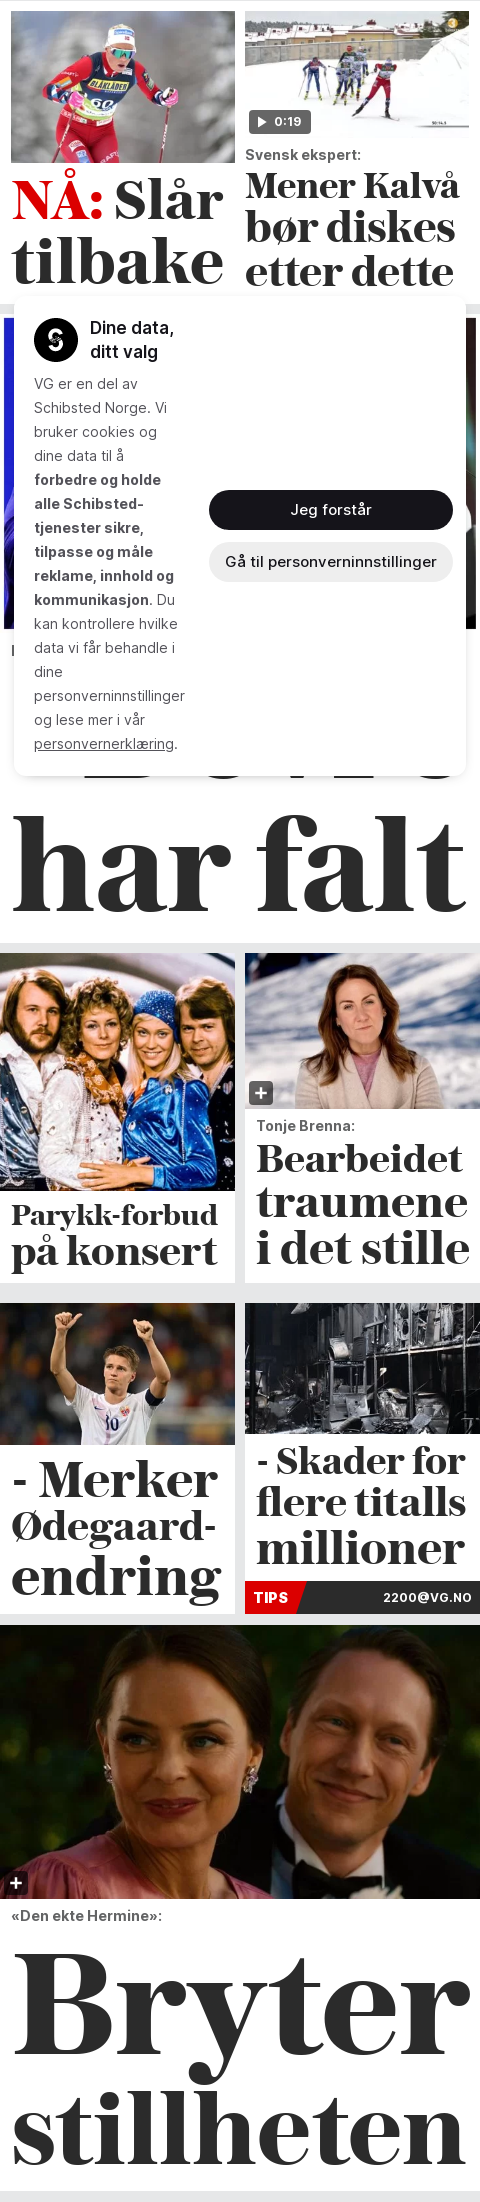 BLÅKLÄDER
60
NÅ: Slår
tilbake
3
0:19
Svensk ekspert:
Mener Kalvå
bør diskes
etter dette
Dine data,
ditt valg
VG er en del av
Schibsted Norge. Vi
bruker cookies og
dine data til å
forbedre og holde
alle Schibsted-
tjenester sikre,
tilpasse og måle
reklame, innhold og
kommunikasjon. Du
kan kontrollere hvilke
data vi får behandle i
dine
personverninnstillinger
og lese mer i vår
personvernerklæring.
Jeg forstår
Gå til personverninnstillinger
har falt
Parykk-forbud
på konsert
Tonje Brenna:
Bearbeidet
traumene
i det stille
10
- Merker
Ødegaard-
endring
- Skader for
flere titalls
millioner
TIPS
2200@VG.NO
«Den ekte Hermine»:
Bryter
stillheten